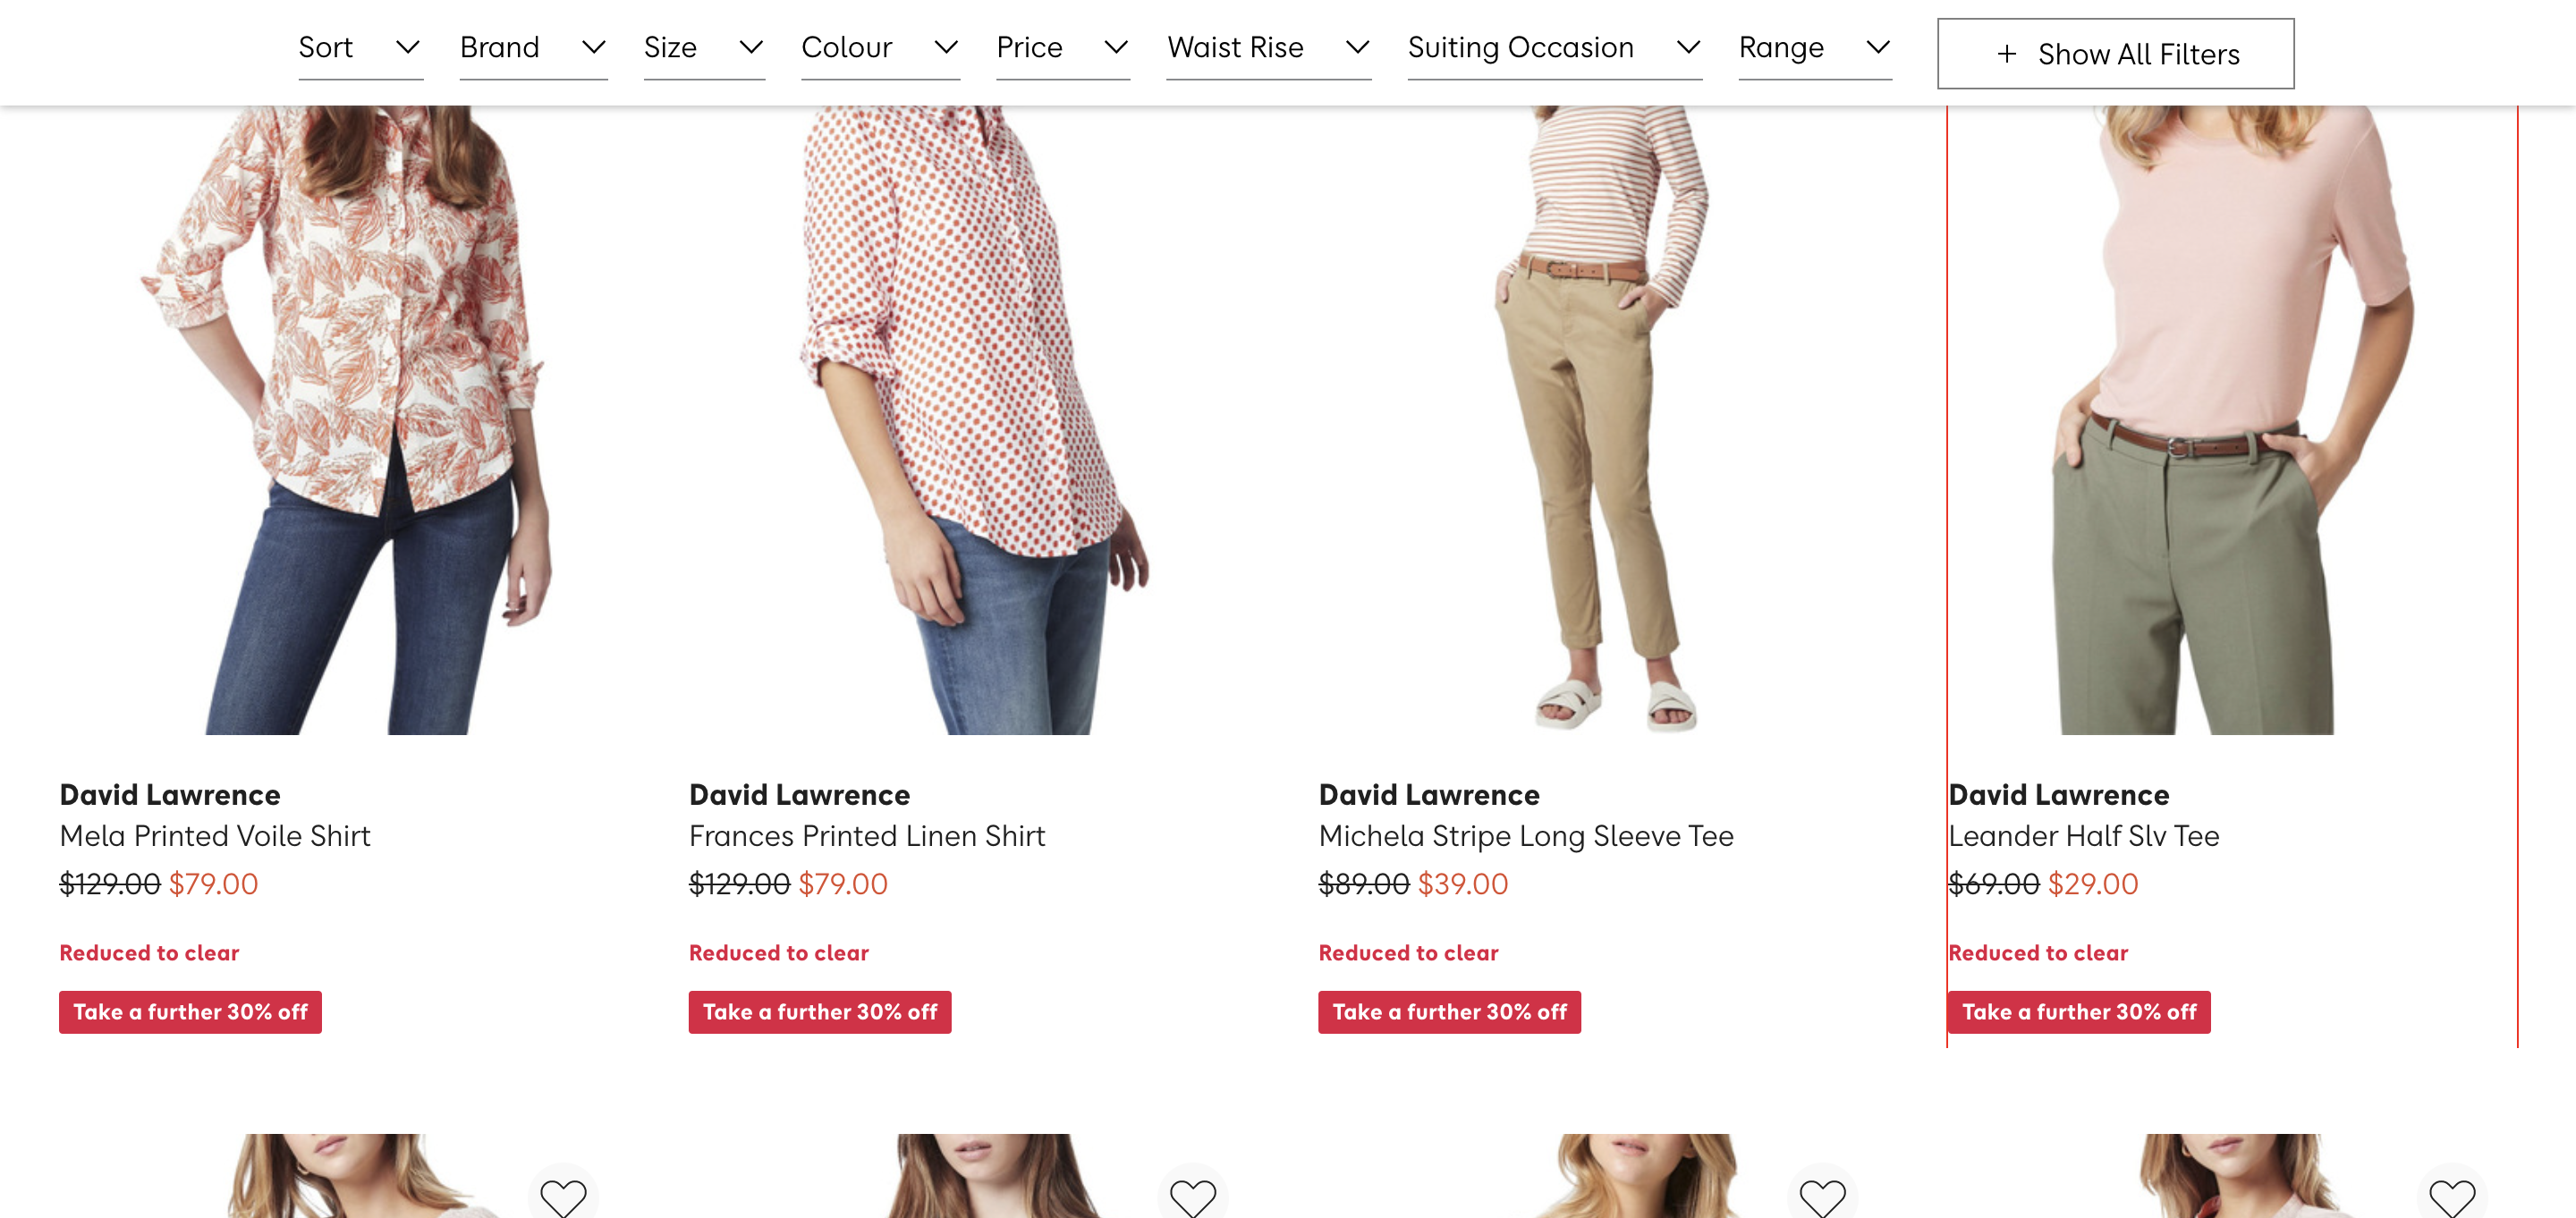 Sort
Brand
Size
Colour
Price
Waist Rise
Suiting Occasion
Range
+ Show All Filters
David Lawrence
Mela Printed Voile Shirt
$129.00 $79.00
Reduced to clear
Take a further 30% off
David Lawrence
Frances Printed Linen Shirt
$129.00 $79.00
Reduced to clear
Take a further 30% off
David Lawrence
Michela Stripe Long Sleeve Tee
$89.00 $39.00
Reduced to clear
Take a further 30% off
David Lawrence
Leander Half Slv Tee
$69.00 $29.00
Reduced to clear
Take a further 30% off